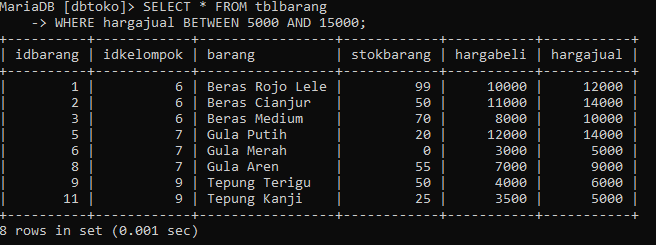 MariaDB [dbtoko]> SELECT * FROM tblbarang
    -> WHERE hargajual BETWEEN 5000 AND 15000;
+----------+------------+----------------+------------+-----------+-----------+
| idbarang | idkelompok | barang         | stokbarang | hargabeli | hargajual |
+----------+------------+----------------+------------+-----------+-----------+
|        1 |          6 | Beras Rojo Lele |         99 |     10000 |     12000 |
|        2 |          6 | Beras Cianjur  |         50 |     11000 |     14000 |
|        3 |          6 | Beras Medium   |         70 |      8000 |     10000 |
|        5 |          7 | Gula Putih     |         20 |     12000 |     14000 |
|        6 |          7 | Gula Merah     |          0 |      3000 |      5000 |
|        8 |          7 | Gula Aren      |         55 |      7000 |      9000 |
|        9 |          9 | Tepung Terigu  |         50 |      4000 |      6000 |
|       11 |          9 | Tepung Kanji   |         25 |      3500 |      5000 |
+----------+------------+----------------+------------+-----------+-----------+
8 rows in set (0.001 sec)